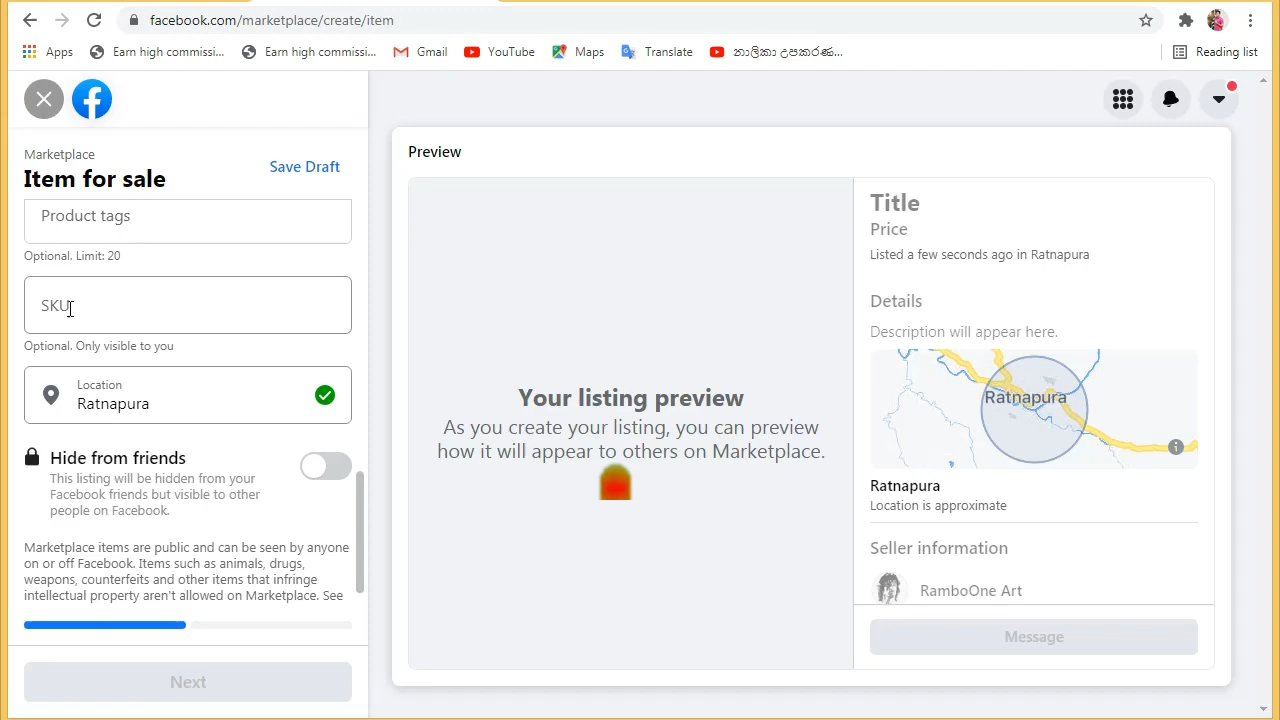 facebook.com/marketplace/create/item
Apps
Earn high commissi...
Earn high commissi...
Gmail
YouTube
Maps
Translate
නාලිකා උපකරණ...
Reading list
Marketplace
Item for sale
Save Draft
Product tags
Optional. Limit: 20
SKU
Optional. Only visible to you
Location
Ratnapura
Hide from friends
This listing will be hidden from your
Facebook friends but visible to other
people on Facebook.
Marketplace items are public and can be seen by anyone
on or off Facebook. Items such as animals, drugs,
weapons, counterfeits and other items that infringe
intellectual property aren't allowed on Marketplace. See
Next
Preview
Your listing preview
As you create your listing, you can preview
how it will appear to others on Marketplace.
Title
Price
Listed a few seconds ago in Ratnapura
Details
Description will appear here.
Ratnapura
Ratnapura
Location is approximate
Seller information
RamboOne Art
Message